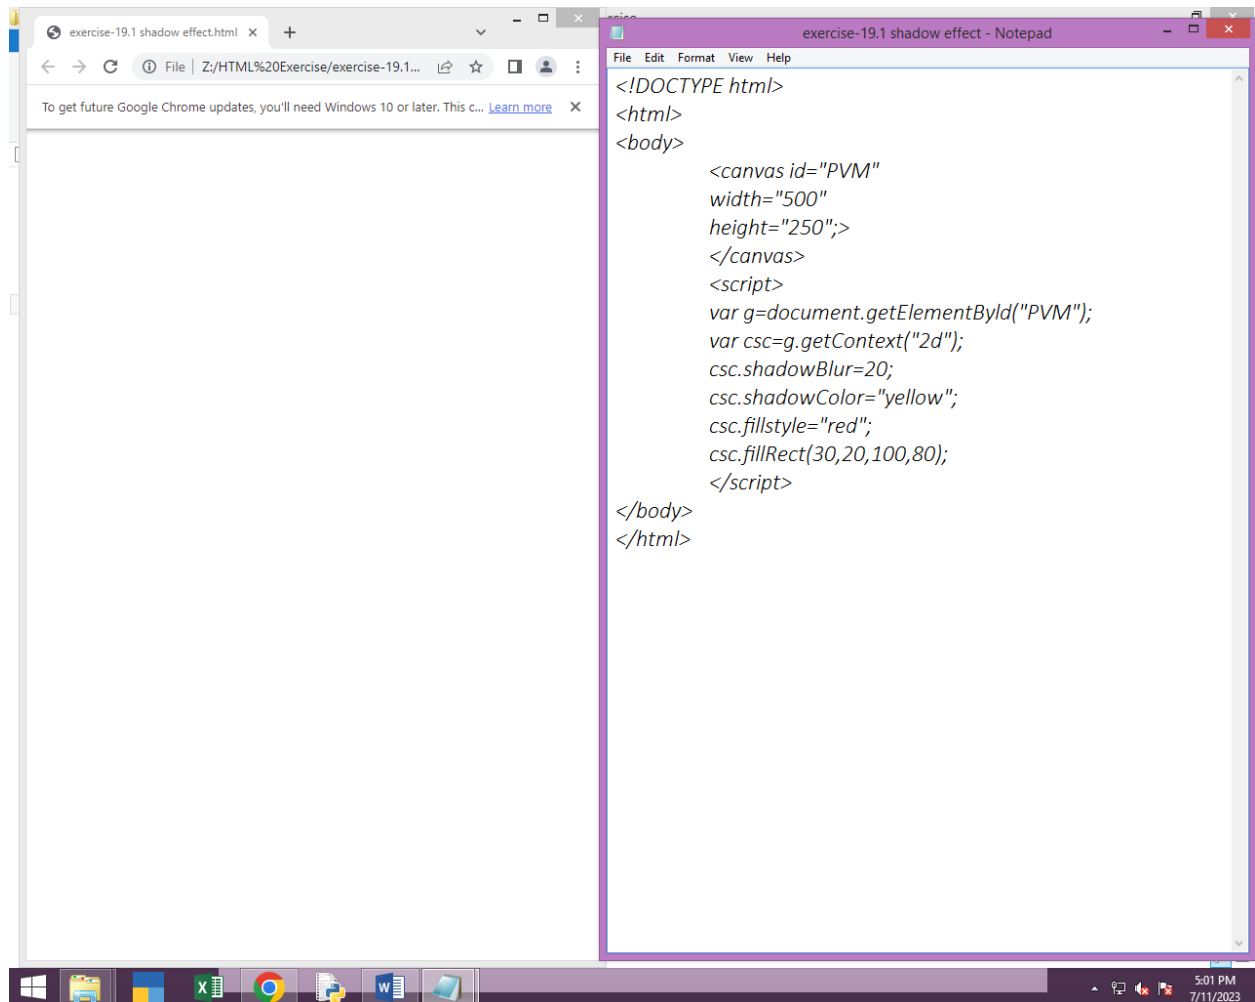 exercise-19.1 shadow effect.html
File | Z:/HTML%20Exercise/exercise-19.1...
To get future Google Chrome updates, you'll need Windows 10 or later. This c... Learn more
exercise-19.1 shadow effect - Notepad
File Edit Format View Help
<!DOCTYPE html>
<html>
<body>
<canvas id="PVM"
width="500"
height="250";>
</canvas>
<script>
var g=document.getElementByld("PVM");
var csc=g.getContext("2d");
csc.shadowBlur=20;
csc.shadowColor="yellow";
csc.fillstyle="red";
csc.fillRect(30,20,100,80);
</script>
</body>
</html>
5:01 PM
7/11/2023